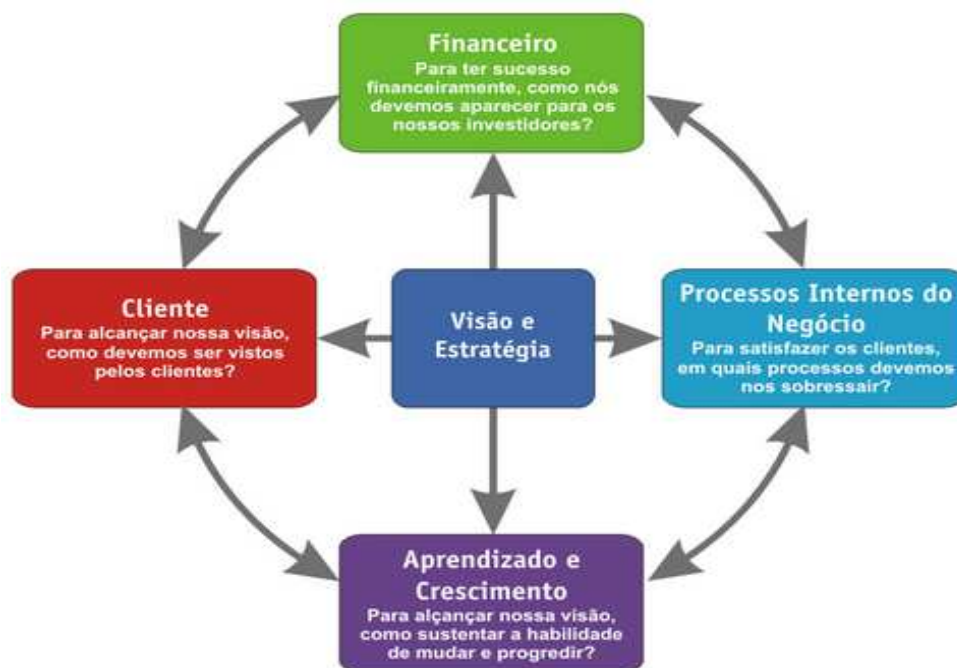 Financeiro
Para ter sucesso
financeiramente, como nós
devemos aparecer para os
nossos investidores?
Cliente
Para alcançar nossa visão,
como devemos ser vistos
pelos clientes?
Visão e
Estratégia
Processos Internos do
Negócio
Para satisfazer os clientes,
em quais processos devemos
nos sobressair?
Aprendizado e
Crescimento
Para alçançar nossa visão,
como sustentar a habilidade
de mudar e progredir?